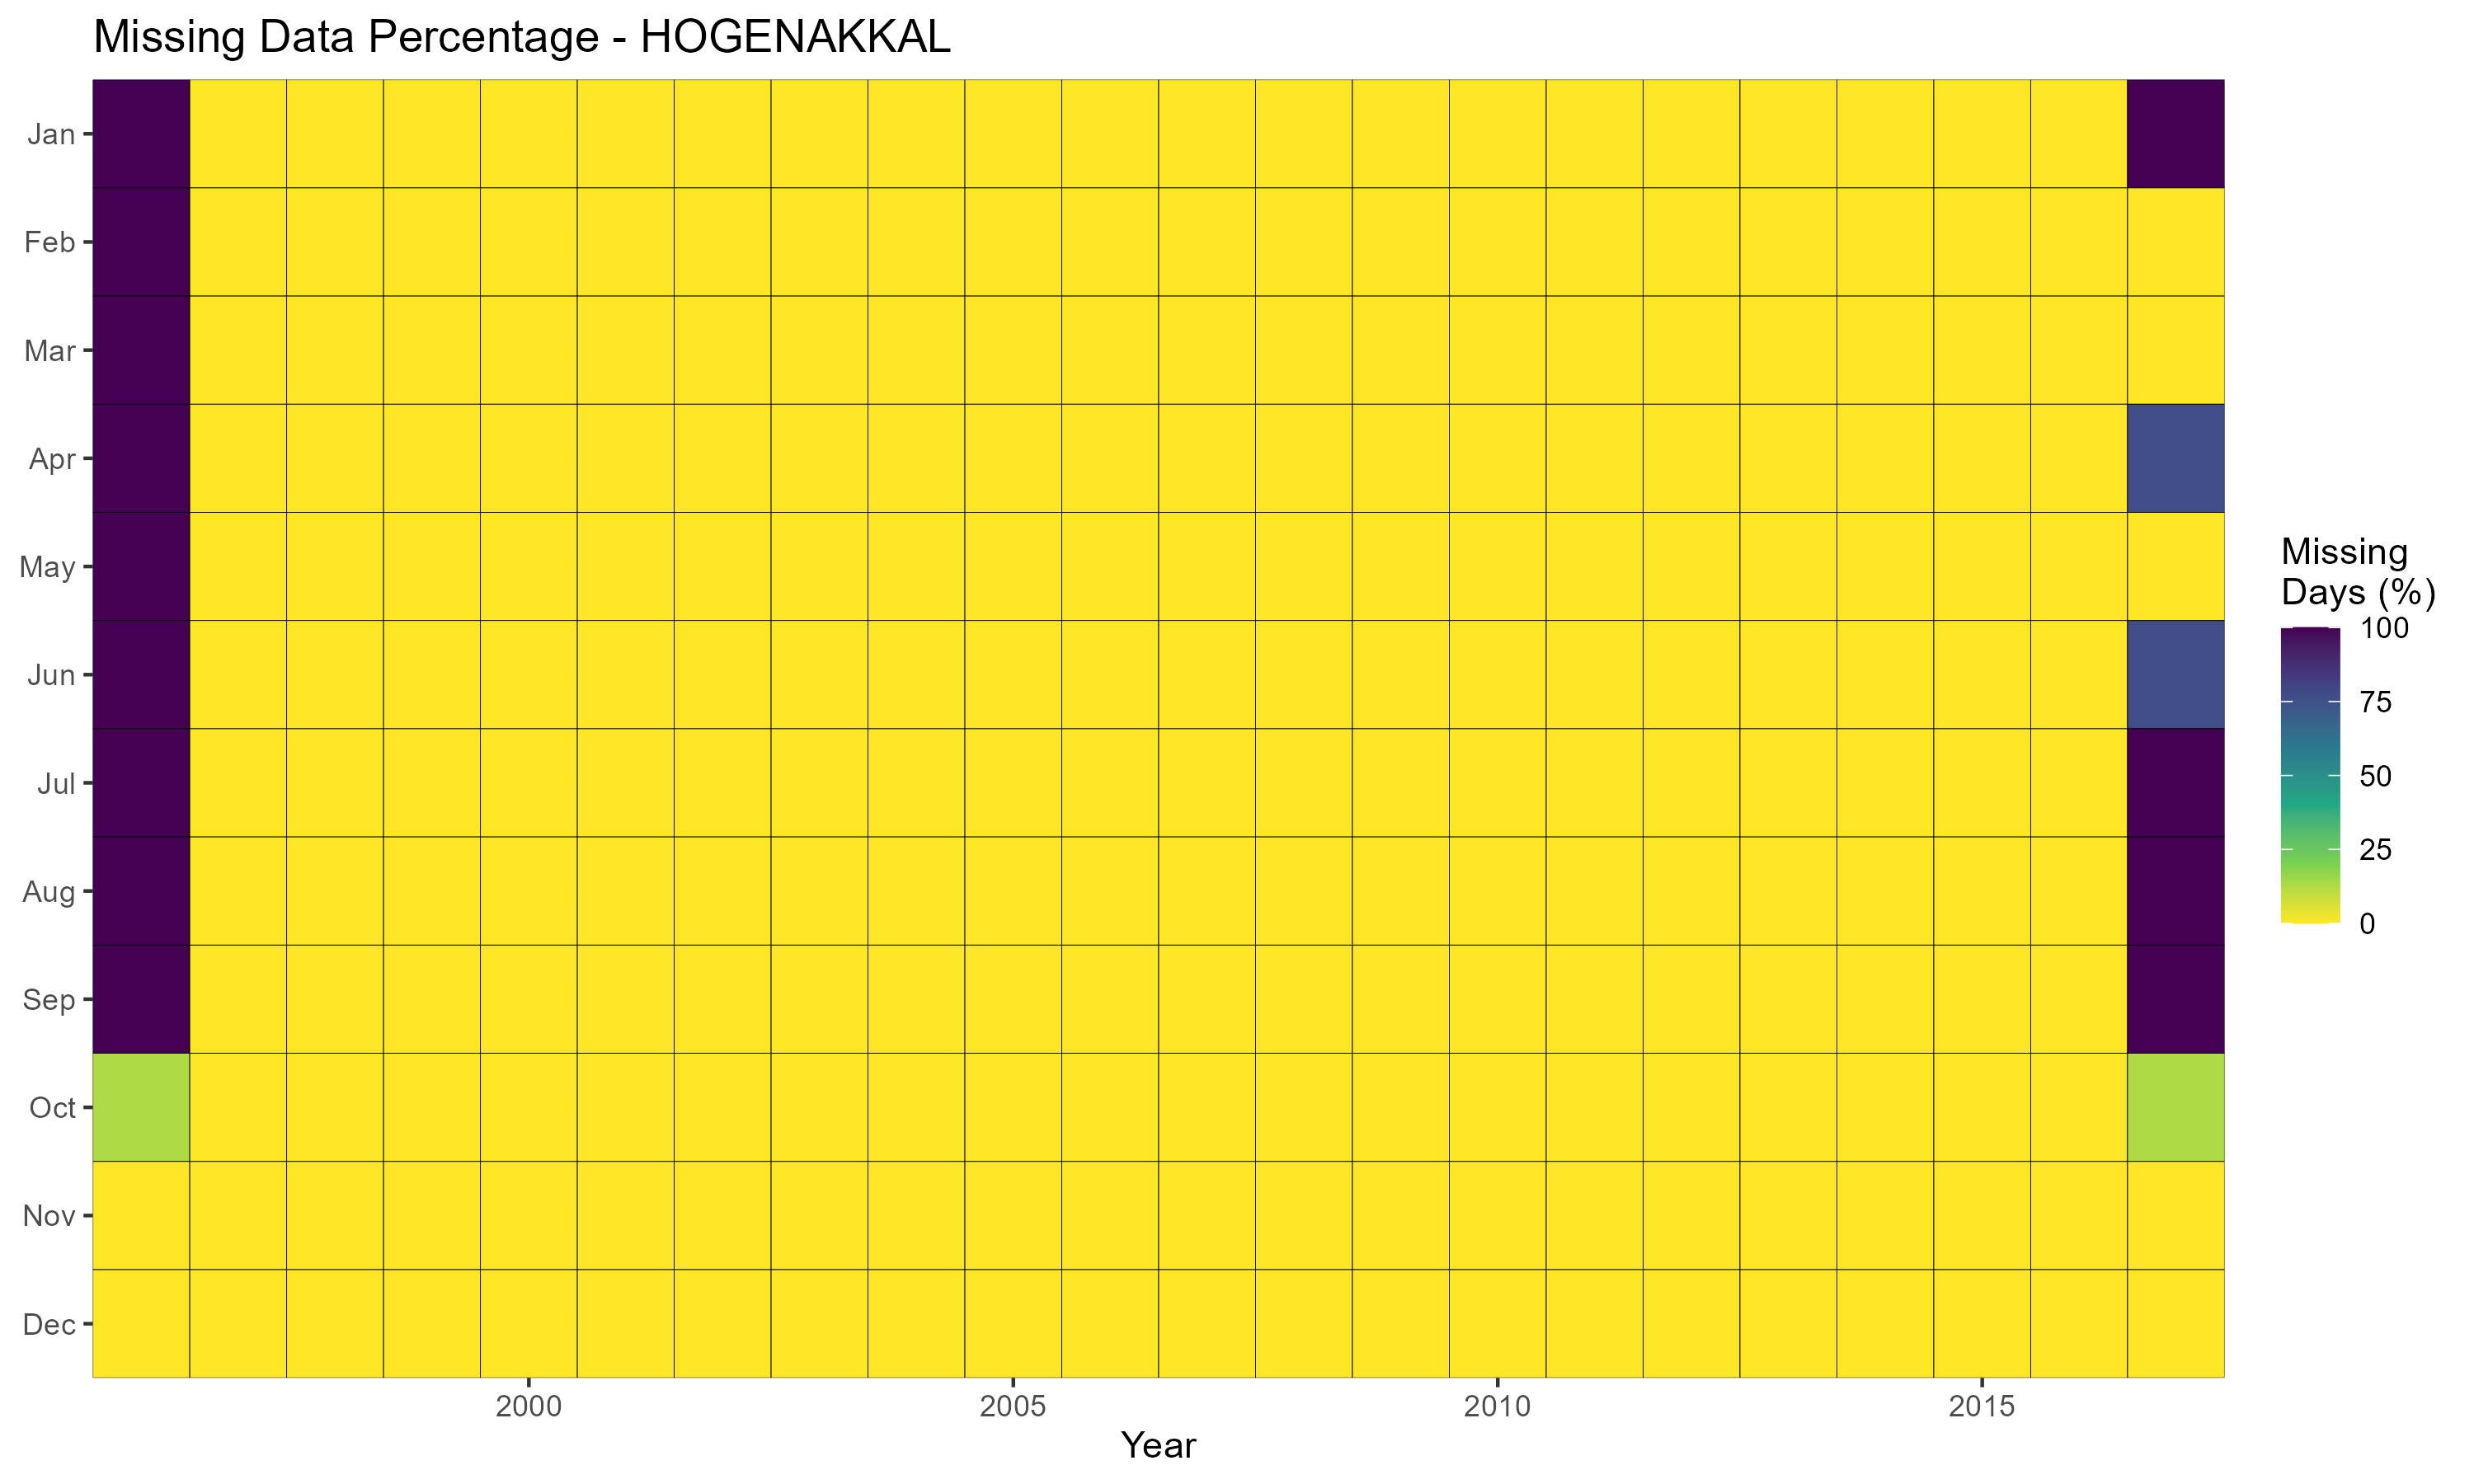 Missing Data Percentage - HOGENAKKAL
Jan
Feb
Mar
Apr
May
Jun
Jul
Aug
Sep
Oct
Nov
Dec
2000 2005 2010 2015
Year
Missing
Days (%)
100
75
50
25
0